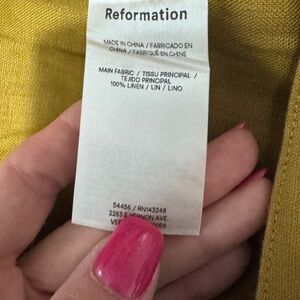 Reformation
MADE IN CHINA / FABRICADO EN
CHINA / FABRIQUÉ EN CHINE
MAIN FABRIC / TISSU PRINCIPAL /
TEJIDO PRINCIPAL
100% LINEN / LIN / LINO
54456 / RN143248
2263 E VERNON AVE.